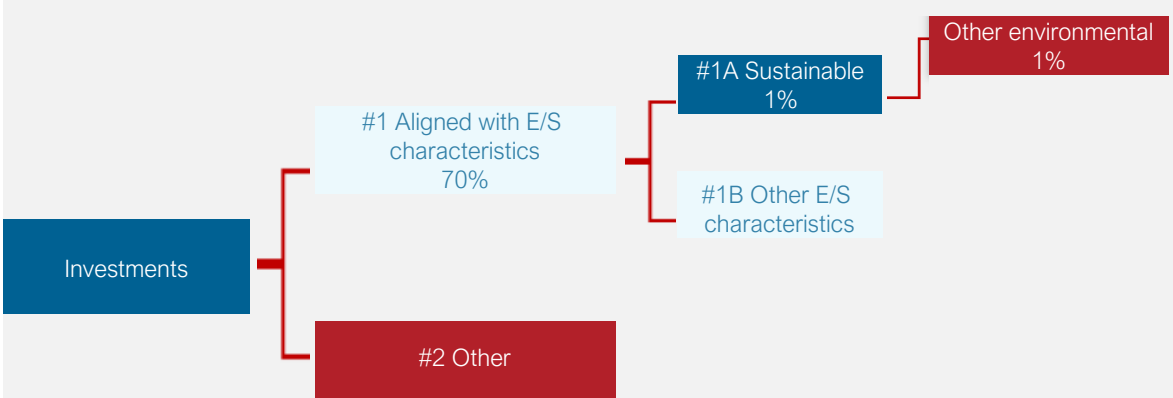 Other environmental
1%
#1A Sustainable
1%
#1 Aligned with E/S
characteristics
70%
#1B Other E/S
characteristics
Investments
#2 Other